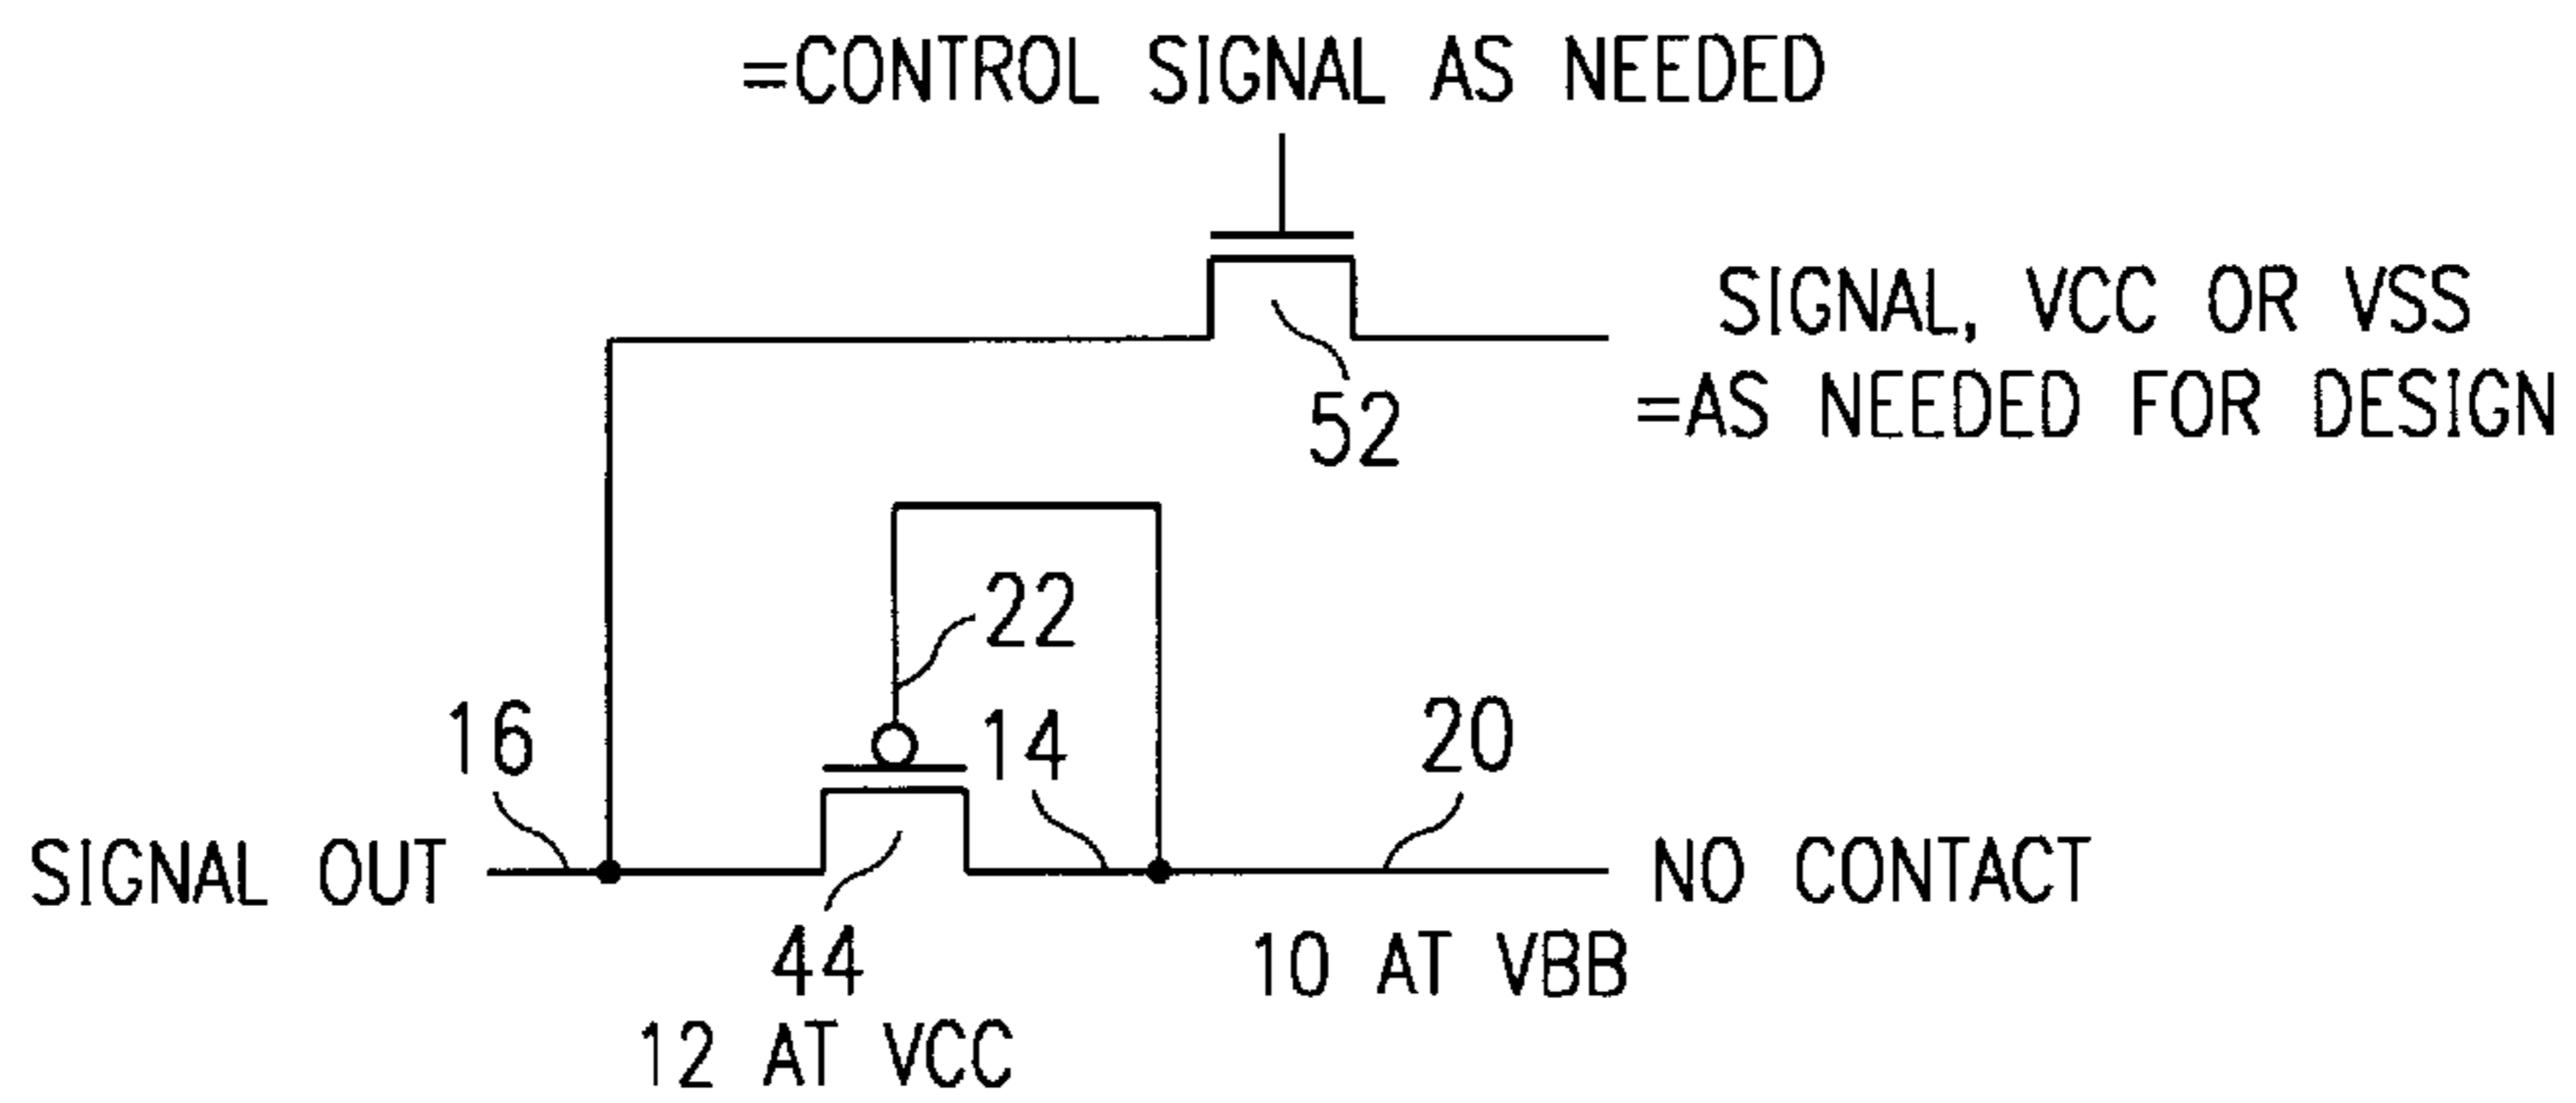 =CONTROL SIGNAL AS NEEDED
SIGNAL, VCC OR VSS
=AS NEEDED FOR DESIGN
52
22
16
14
20
SIGNAL OUT
NO CONTACT
44
10 AT VBB
12 AT VCC